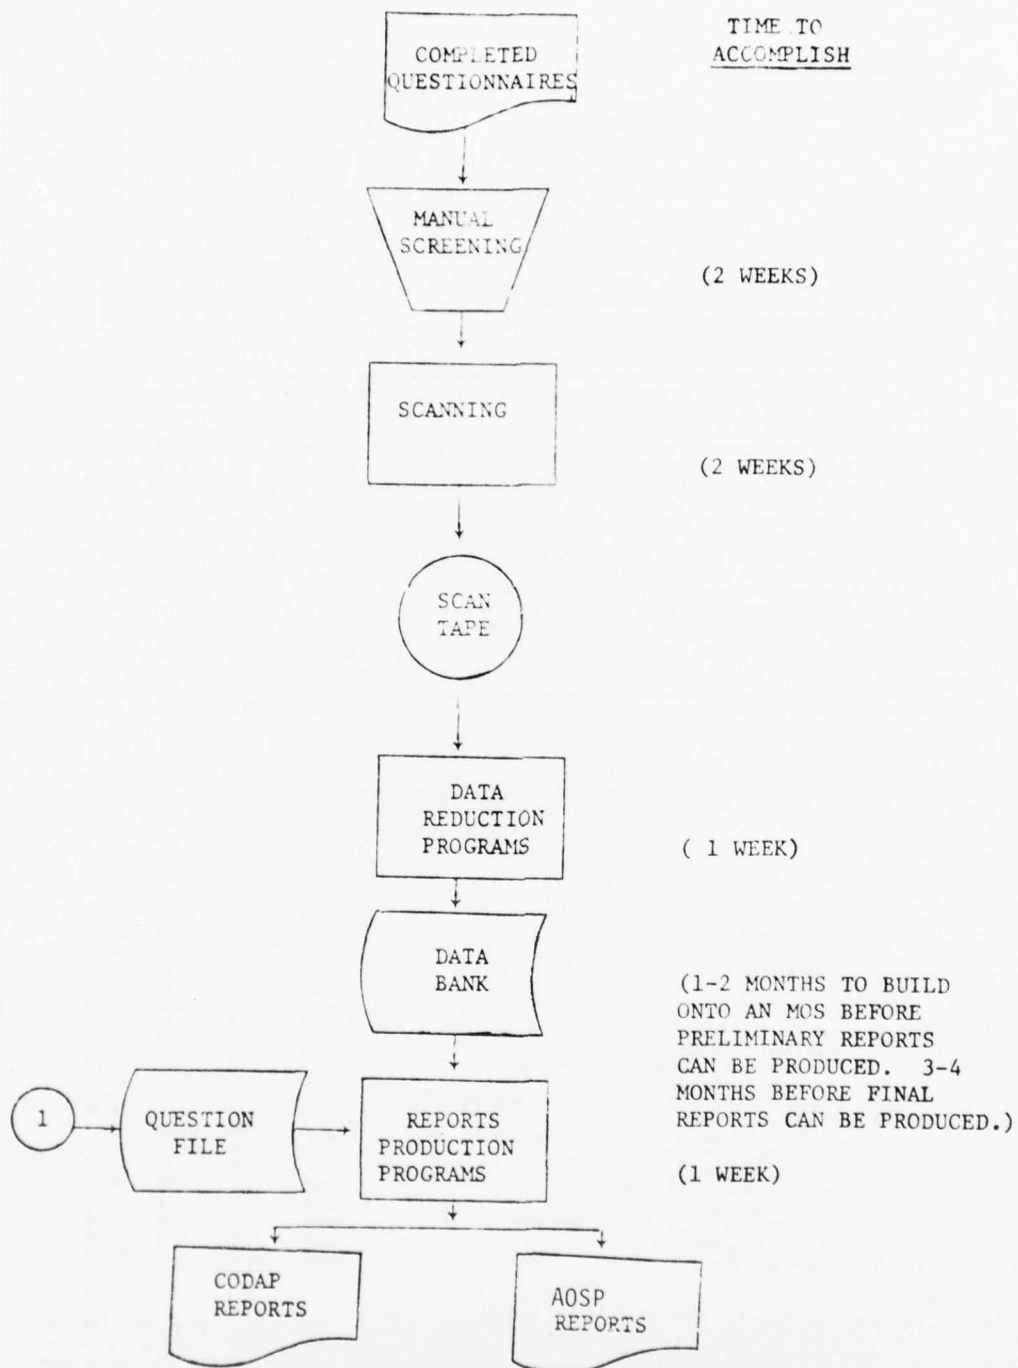 TIME TO
ACCOMPLISH
COMPLETED
QUESTIONNAIRES
MANUAL
SCREENING
(2 WEEKS)
SCANNING
(2 WEEKS)
SCAN
TAPE
DATA
REDUCTION
PROGRAMS
( 1 WEEK)
DATA
BANK
(1-2 MONTHS TO BUILD
ONTO AN MOS BEFORE
PRELIMINARY REPORTS
CAN BE PRODUCED. 3-4
MONTHS BEFORE FINAL
REPORTS CAN BE PRODUCED.)
1
QUESTION
FILE
REPORTS
PRODUCTION
PROGRAMS
(1 WEEK)
CODAP
REPORTS
AOSP
REPORTS